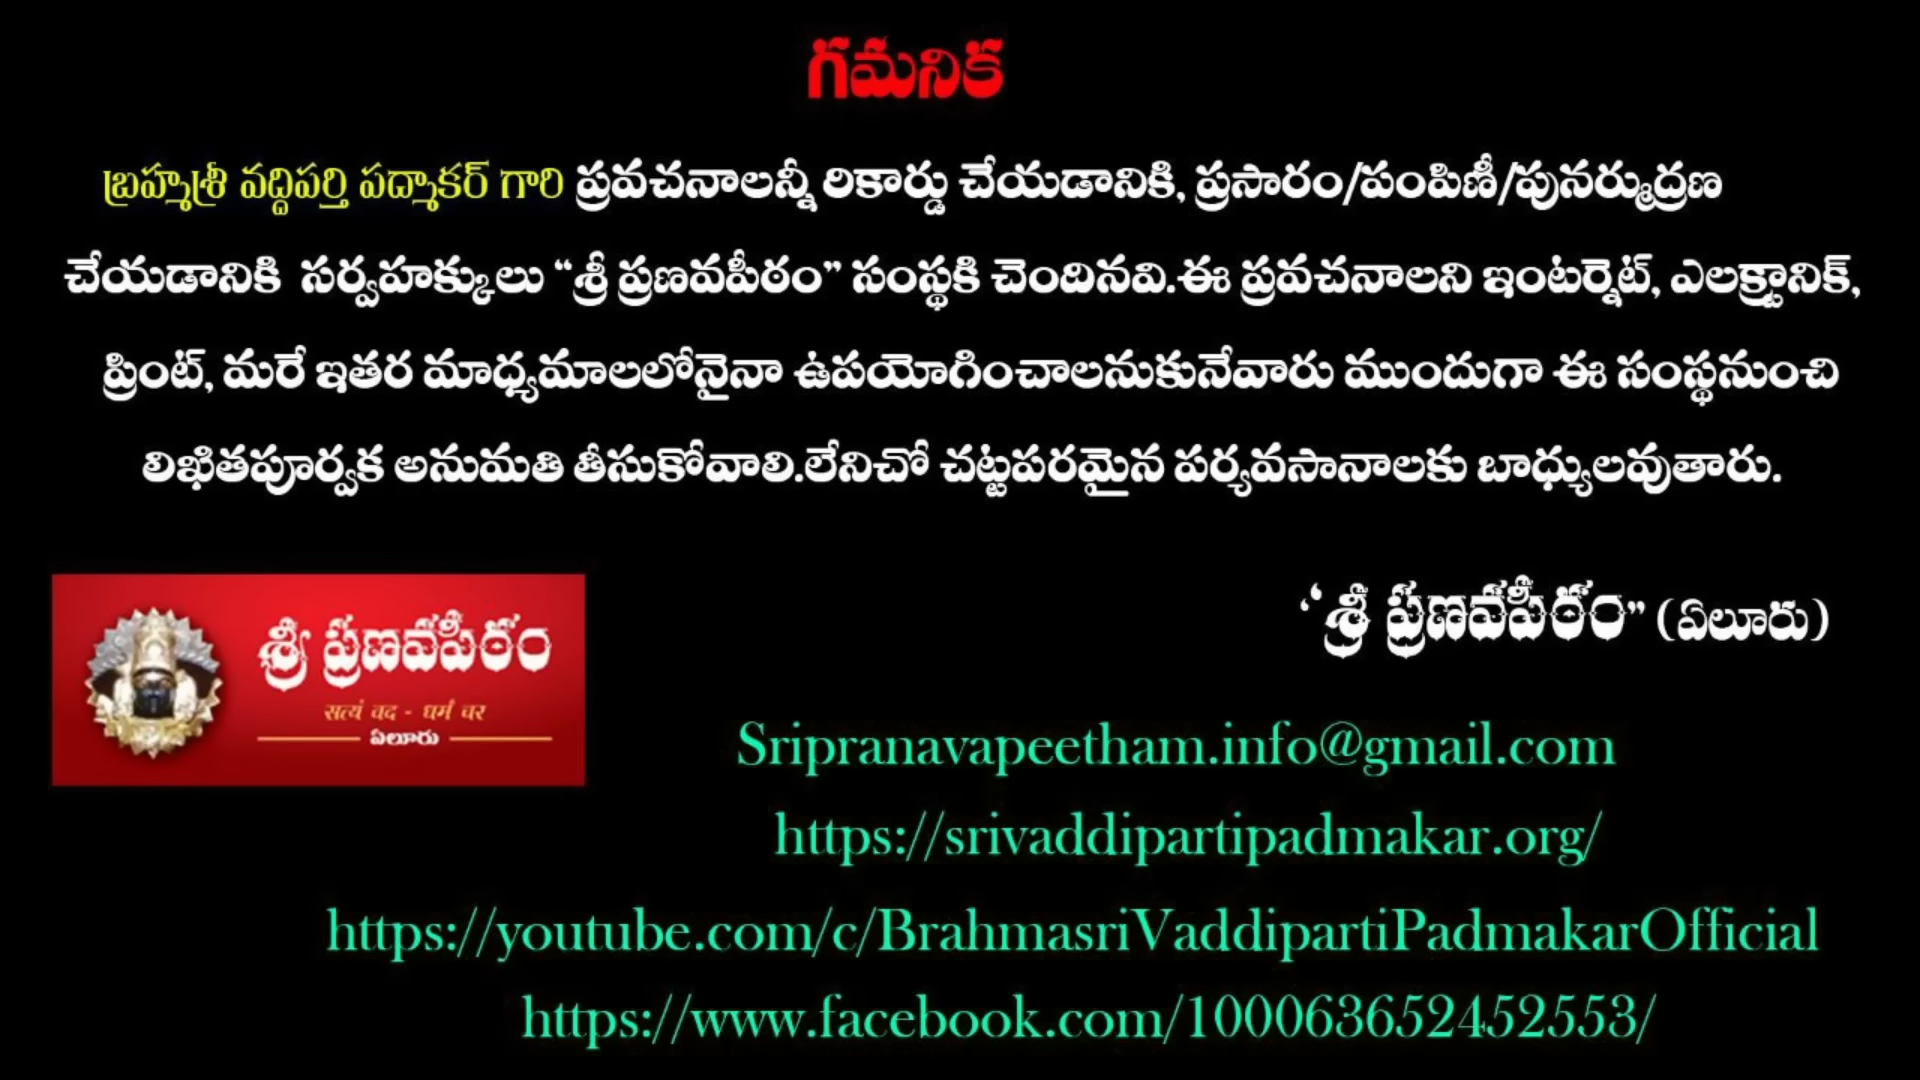 గమనిక
బ్రహ్మశ్రీ వద్దిపర్తి పద్మాకర్ గారి ప్రవచనాలన్నీ రికార్డు చేయడానికి, ప్రసారం/పంపిణీ/పునర్ముద్రణ
చేయడానికి సర్వహక్కులు “శ్రీ ప్రణవపీఠం” సంస్థకి చెందినవి.ఈ ప్రవచనాలని ఇంటర్నెట్, ఎలక్ట్రానిక్,
ప్రింట్, మరే ఇతర మాధ్యమాలలోనైనా ఉపయోగించాలనుకునేవారు ముందుగా ఈ సంస్థనుంచి
లిఖితపూర్వక అనుమతి తీసుకోవాలి.లేనిచో చట్టపరమైన పర్యవసానాలకు బాధ్యులవుతారు.
“శ్రీ ప్రణవపీఠం” (ఏలూరు)
శ్రీ ప్రణవపీఠం
सत्यं वद - धर्मं चर
ఏలూరు
Sripranavapeetham.info@gmail.com
https://srivaddipartipadmakar.org/
https://youtube.com/c/BrahmasriVaddipartiPadmakarOfficial
https://www.facebook.com/100063652452553/